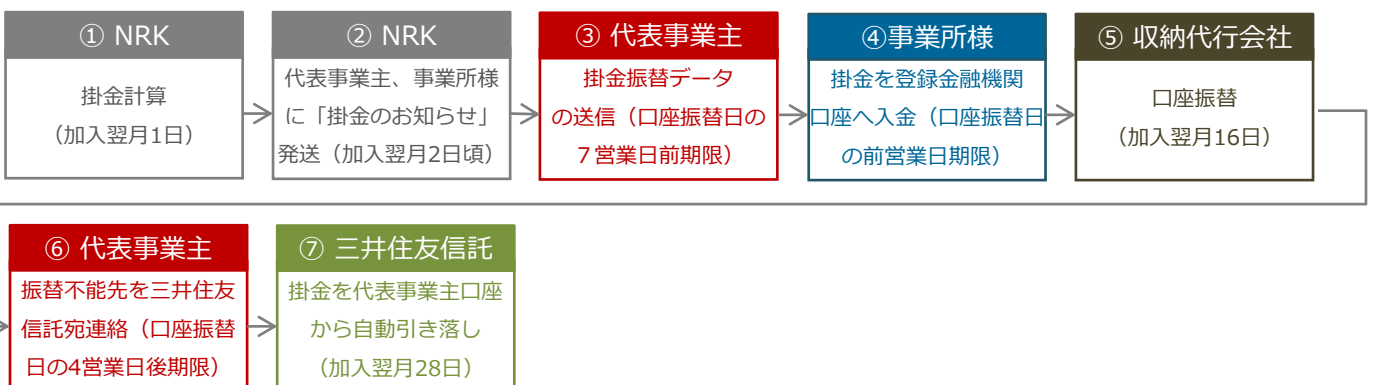 ① NRK
掛金計算
（加入翌月1日）
② NRK
代表事業主、事業所様
に「掛金のお知らせ」
発送（加入翌月2日頃）
③ 代表事業主
掛金振替データ
の送信（口座振替日の
７営業日前期限）
④事業所様
掛金を登録金融機関
口座へ入金（口座振替日
の前営業日期限）
⑤ 収納代行会社
口座振替
（加入翌月16日）
⑥ 代表事業主
振替不能先を三井住友
信託宛連絡（口座振替
日の4営業日後期限）
⑦ 三井住友信託
掛金を代表事業主口座
から自動引き落し
（加入翌月28日）